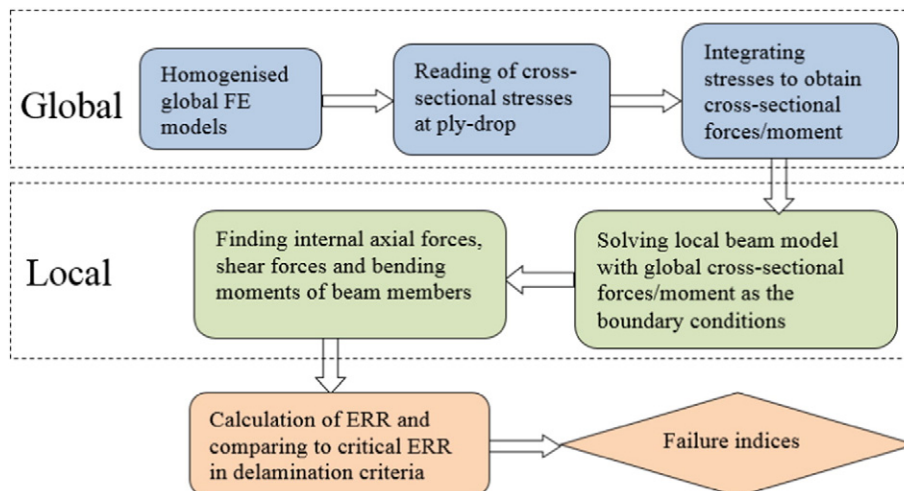 Global
Homogenised
global FE
models
Reading of cross-
sectional stresses
at ply-drop
Integrating
stresses to obtain
cross-sectional
forces/moment
Local
Finding internal axial forces,
shear forces and bending
moments of beam members
Solving local beam model
with global cross-sectional
forces/moment as the
boundary conditions
Calculation of ERR and
comparing to critical ERR
in delamination criteria
Failure indices